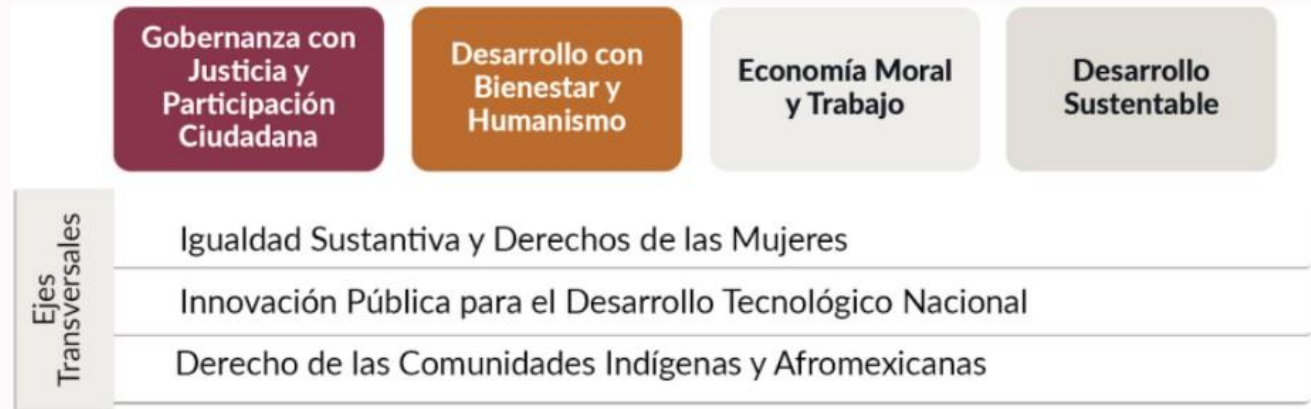 Gobernanza con
Justicia y
Participación
Ciudadana
Desarrollo con
Bienestar y
Humanismo
Economía Moral
y Trabajo
Desarrollo
Sustentable
Ejes
Transversales
Igualdad Sustantiva y Derechos de las Mujeres
Innovación Pública para el Desarrollo Tecnológico Nacional
Derecho de las Comunidades Indígenas y Afromexicanas